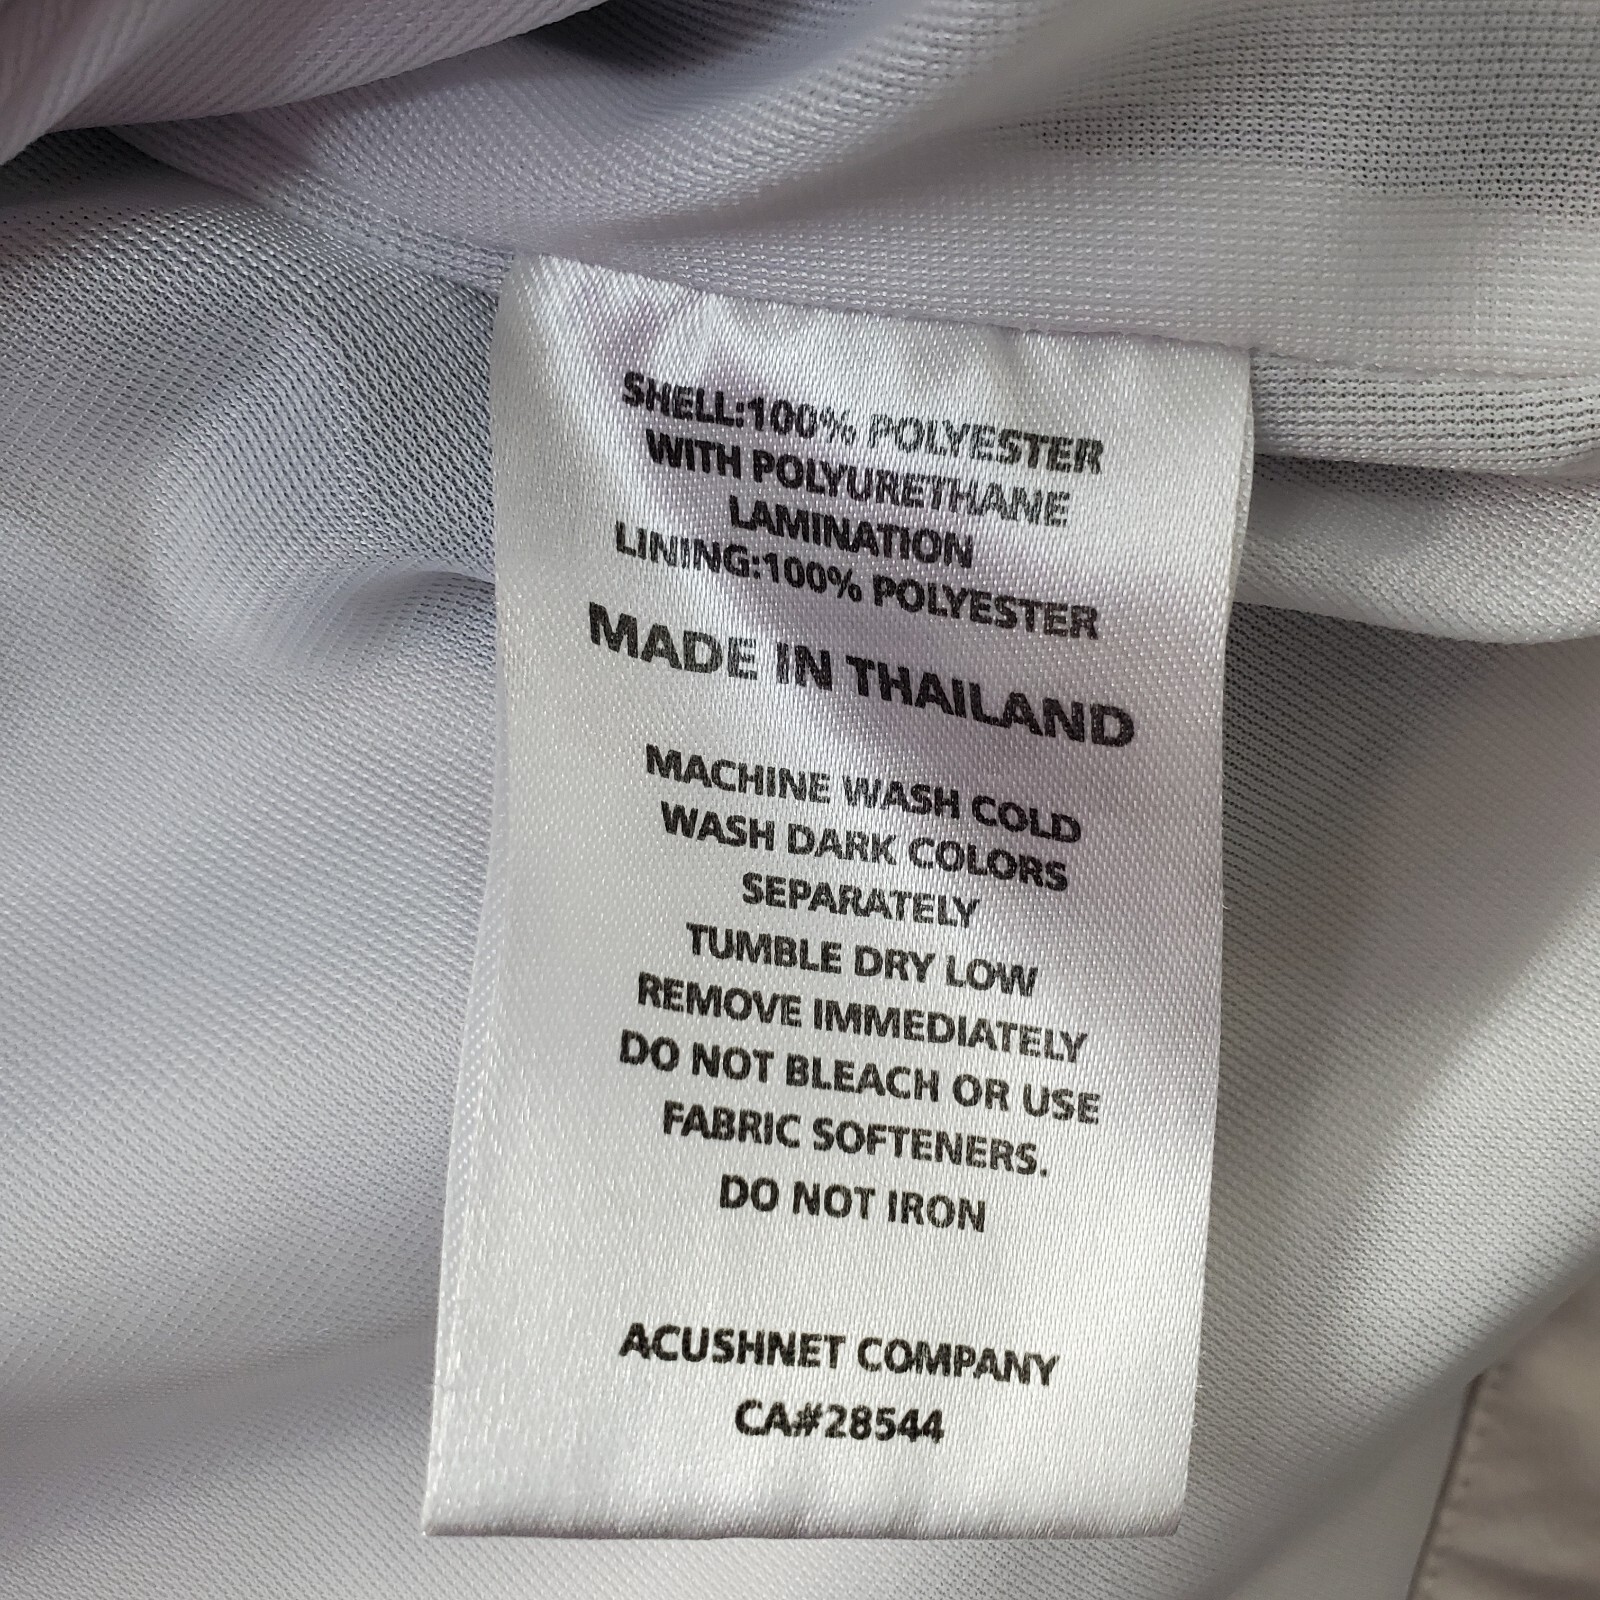 SHELL:100% POLYESTER
WITH POLYURETHANE
LAMINATION
LINING:100% POLYESTER
MADE IN THAILAND
MACHINE WASH COLD
WASH DARK COLORS
SEPARATELY
TUMBLE DRY LOW
REMOVE IMMEDIATELY
DO NOT BLEACH OR USE
FABRIC SOFTENERS.
DO NOT IRON
ACUSHNET COMPANY
CA#28544